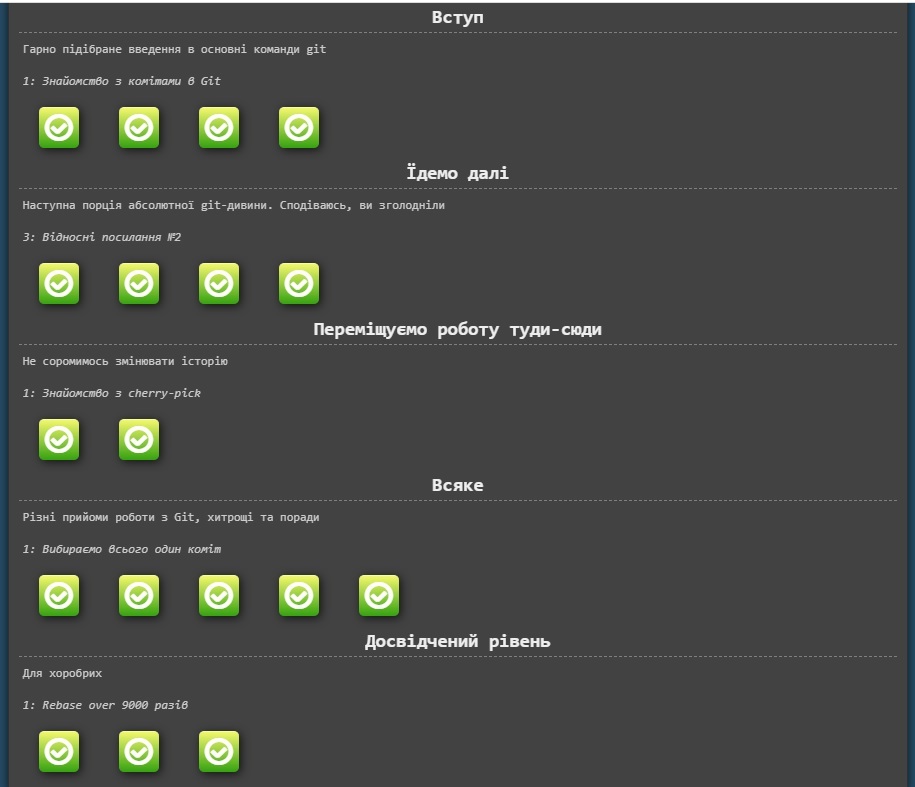 Вступ
Гарно підібране введення в основні команди git
1: Знайомство з комітами в Git
Їдемо далі
Наступна порція абсолютної git-дивини. Сподіваюсь, ви зголодніли
3: Відносні посилання №2
Переміщуємо роботу туди-сюди
Не соромимось змінювати історію
1: Знайомство з cherry-pick
Всяке
Різні прийоми роботи з Git, хитрощі та поради
1: Вибираємо всього один коміт
Досвідчений рівень
Для хоробрих
1: Rebase over 9000 разів